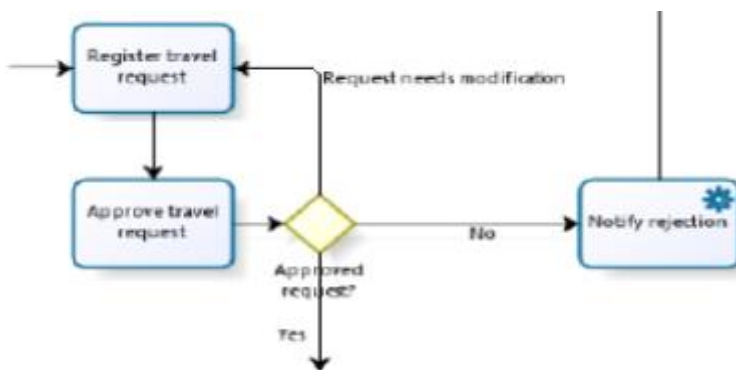 Register travel
request
Request needs modification
Approve travel
request
Notify rejection
No
Approved
request?
Yes